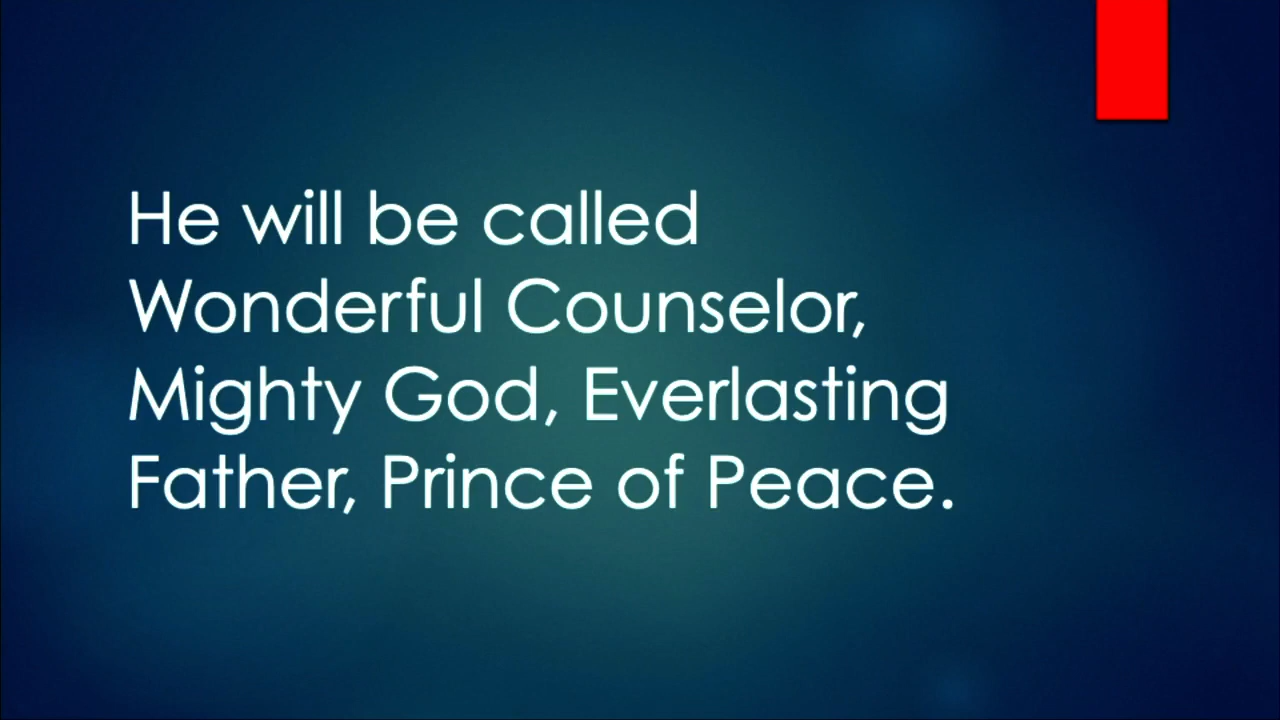 He will be called
Wonderful Counselor,
Mighty God, Everlasting
Father, Prince of Peace.